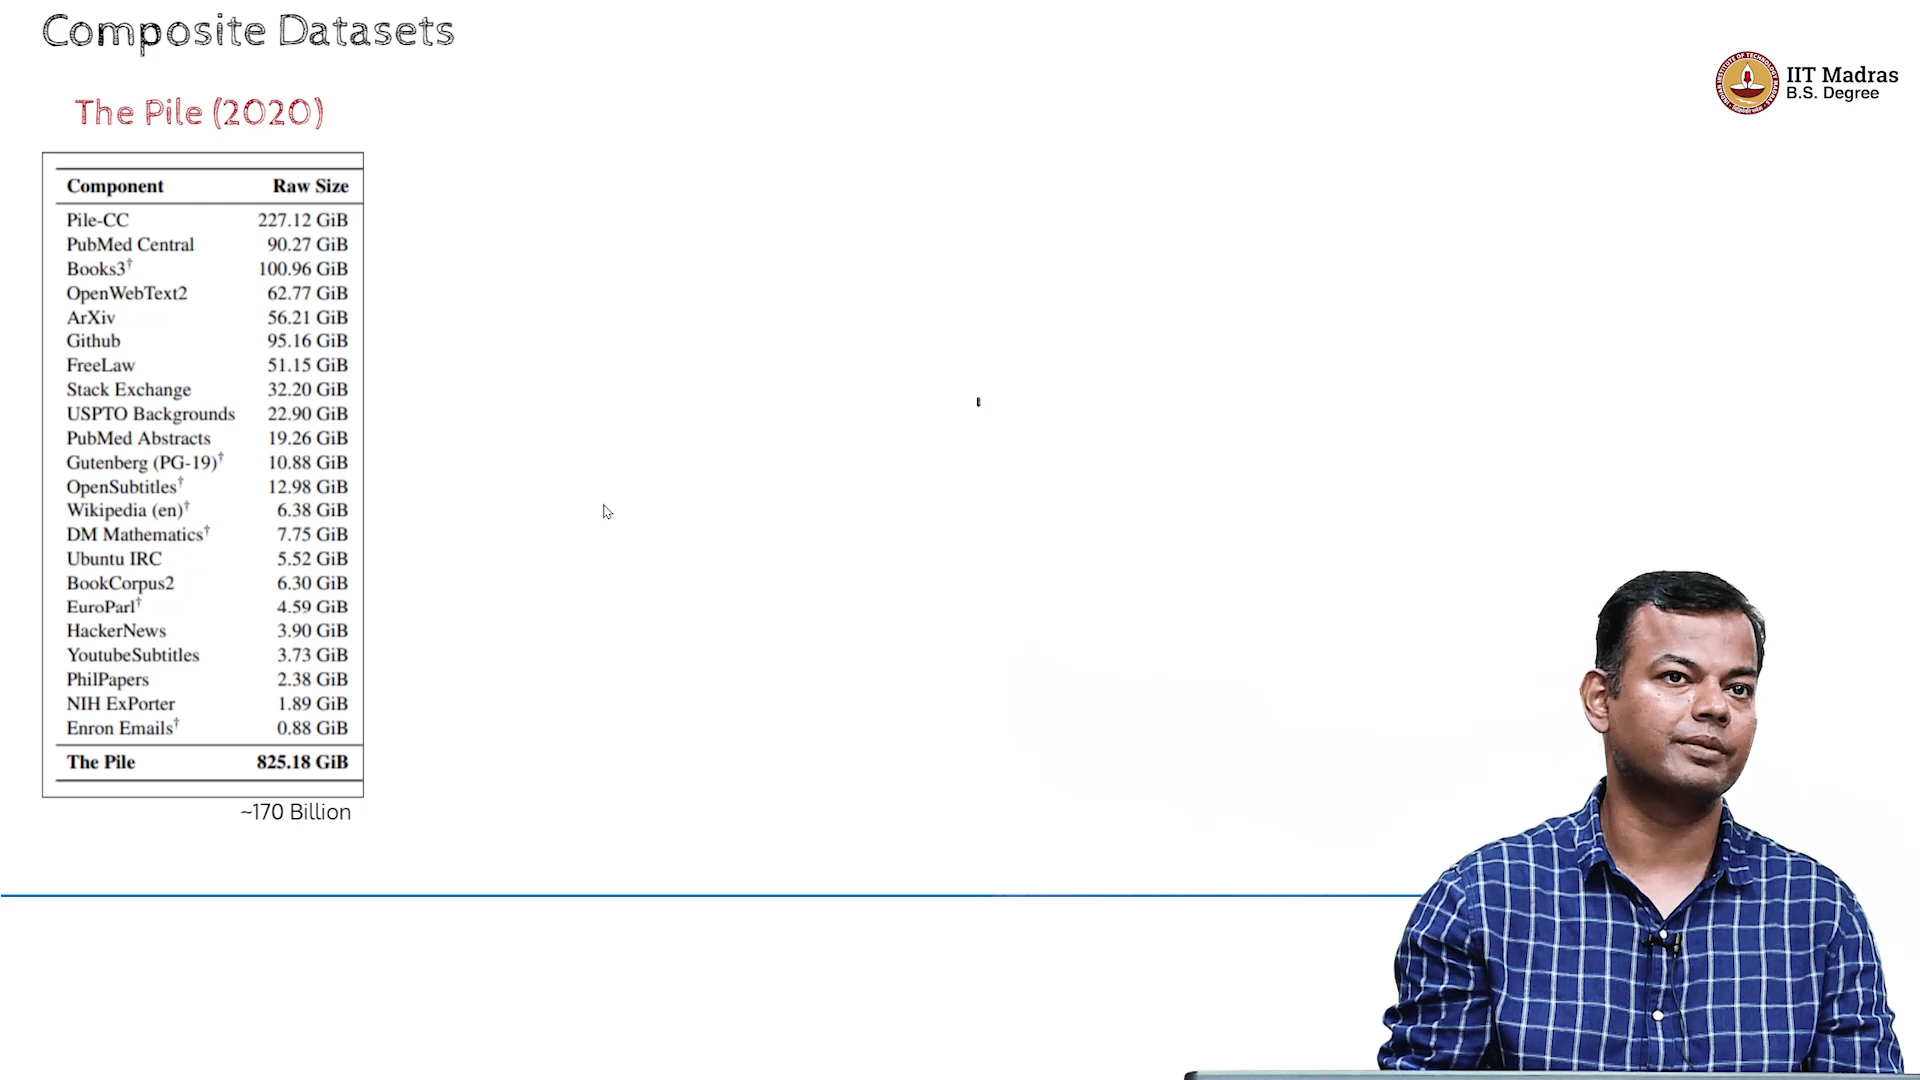 Composite Datasets
IIT Madras
B.S. Degree
The Pile (2020)
Component Raw Size
Pile-CC 227.12 GiB
PubMed Central 90.27 GiB
Books3† 100.96 GiB
OpenWebText2 62.77 GiB
ArXiv 56.21 GiB
Github 95.16 GiB
FreeLaw 51.15 GiB
Stack Exchange 32.20 GiB
USPTO Backgrounds 22.90 GiB
PubMed Abstracts 19.26 GiB
Gutenberg (PG-19)† 10.88 GiB
OpenSubtitles† 12.98 GiB
Wikipedia (en)† 6.38 GiB
DM Mathematics† 7.75 GiB
Ubuntu IRC 5.52 GiB
BookCorpus2 6.30 GiB
EuroParl† 4.59 GiB
HackerNews 3.90 GiB
YoutubeSubtitles 3.73 GiB
PhilPapers 2.38 GiB
NIH ExPorter 1.89 GiB
Enron Emails† 0.88 GiB
The Pile 825.18 GiB
~170 Billion